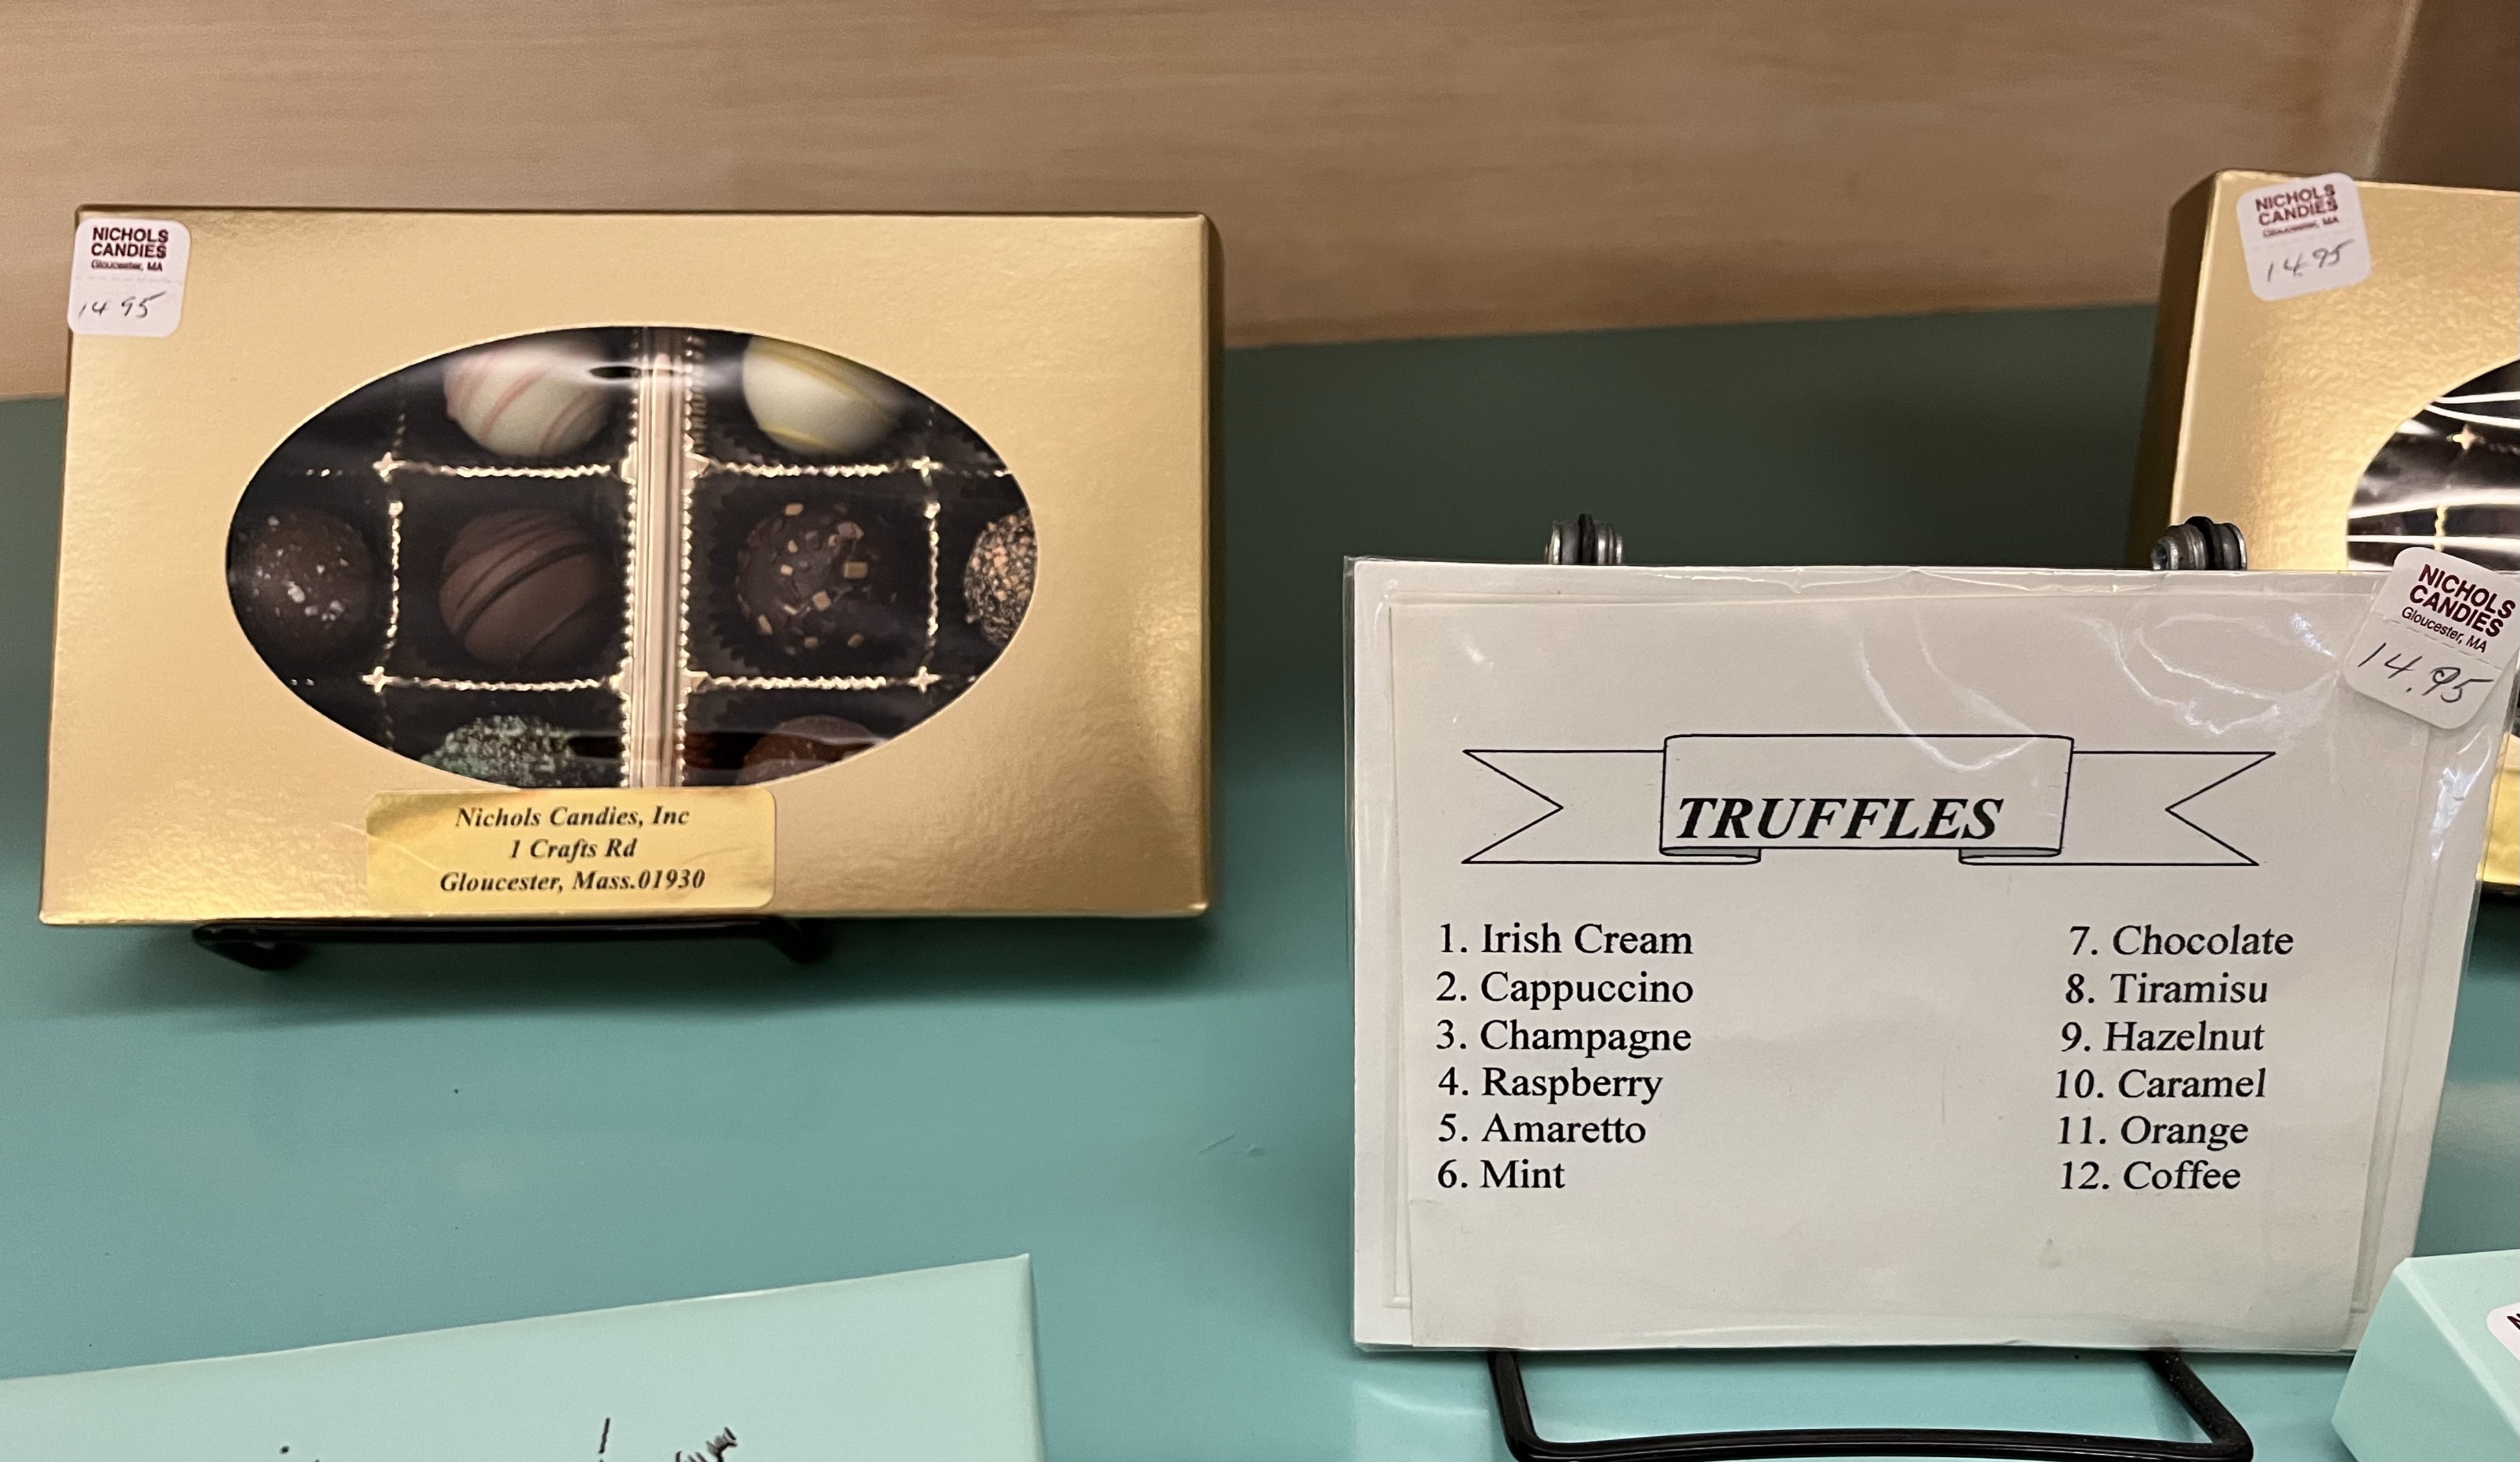 NICHOLS
CANDIES
Gloucester, MA
14 95
Nichols Candies, Inc
1 Crafts Rd
Gloucester, Mass.01930
NICHOLS
CANDIES
Gloucester, MA
14.95
NICHOLS
CANDIES
Gloucester, MA
14.95
TRUFFLES
1. Irish Cream
2. Cappuccino
3. Champagne
4. Raspberry
5. Amaretto
6. Mint
7. Chocolate
8. Tiramisu
9. Hazelnut
10. Caramel
11. Orange
12. Coffee